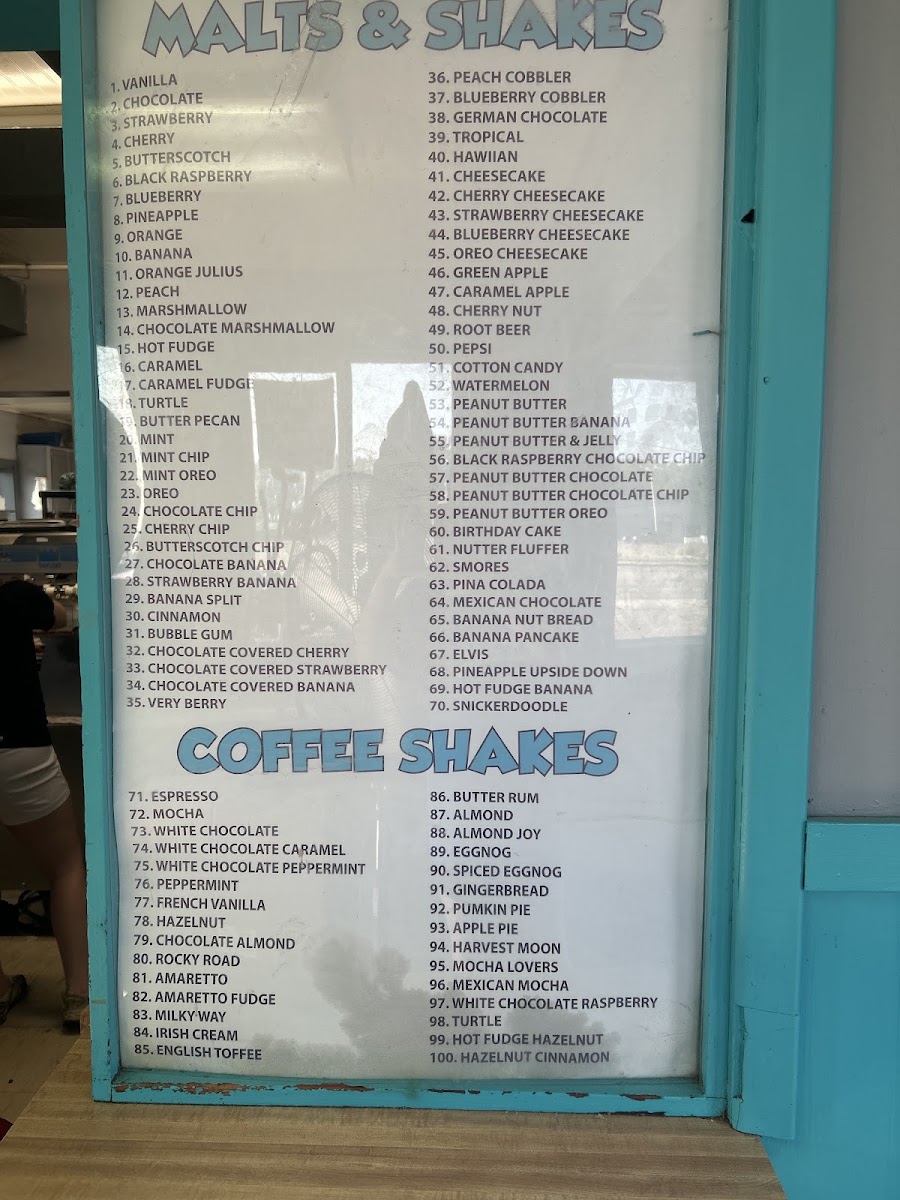 MALTS & SHAKES
1. VANILLA
2. CHOCOLATE
3. STRAWBERRY
4. CHERRY
5. BUTTERSCOTCH
6. BLACK RASPBERRY
7. BLUEBERRY
8. PINEAPPLE
9. ORANGE
10. BANANA
11. ORANGE JULIUS
12. PEACH
13. MARSHMALLOW
14. CHOCOLATE MARSHMALLOW
15. HOT FUDGE
16. CARAMEL
17. CARAMEL FUDGE
18. TURTLE
19. BUTTER PECAN
20. MINT
21. MINT CHIP
22. MINT OREO
23. OREO
24. CHOCOLATE CHIP
25. CHERRY CHIP
26. BUTTERSCOTCH CHIP
27. CHOCOLATE BANANA
28. STRAWBERRY BANANA
29. BANANA SPLIT
30. CINNAMON
31. BUBBLE GUM
32. CHOCOLATE COVERED CHERRY
33. CHOCOLATE COVERED STRAWBERRY
34. CHOCOLATE COVERED BANANA
35. VERY BERRY
36. PEACH COBBLER
37. BLUEBERRY COBBLER
38. GERMAN CHOCOLATE
39. TROPICAL
40. HAWIIAN
41. CHEESECAKE
42. CHERRY CHEESECAKE
43. STRAWBERRY CHEESECAKE
44. BLUEBERRY CHEESECAKE
45. OREO CHEESECAKE
46. GREEN APPLE
47. CARAMEL APPLE
48. CHERRY NUT
49. ROOT BEER
50. PEPSI
51. COTTON CANDY
52. WATERMELON
53. PEANUT BUTTER
54. PEANUT BUTTER BANANA
55. PEANUT BUTTER & JELLY
56. BLACK RASPBERRY CHOCOLATE CHIP
57. PEANUT BUTTER CHOCOLATE
58. PEANUT BUTTER CHOCOLATE CHIP
59. PEANUT BUTTER OREO
60. BIRTHDAY CAKE
61. NUTTER FLUFFER
62. SMORES
63. PINA COLADA
64. MEXICAN CHOCOLATE
65. BANANA NUT BREAD
66. BANANA PANCAKE
67. ELVIS
68. PINEAPPLE UPSIDE DOWN
69. HOT FUDGE BANANA
70. SNICKERDOODLE
COFFEE SHAKES
71. ESPRESSO
72. MOCHA
73. WHITE CHOCOLATE
74. WHITE CHOCOLATE CARAMEL
75. WHITE CHOCOLATE PEPPERMINT
76. PEPPERMINT
77. FRENCH VANILLA
78. HAZELNUT
79. CHOCOLATE ALMOND
80. ROCKY ROAD
81. AMARETTO
82. AMARETTO FUDGE
83. MILKY WAY
84. IRISH CREAM
85. ENGLISH TOFFEE
86. BUTTER RUM
87. ALMOND
88. ALMOND JOY
89. EGGNOG
90. SPICED EGGNOG
91. GINGERBREAD
92. PUMKIN PIE
93. APPLE PIE
94. HARVEST MOON
95. MOCHA LOVERS
96. MEXICAN MOCHA
97. WHITE CHOCOLATE RASPBERRY
98. TURTLE
99. HOT FUDGE HAZELNUT
100. HAZELNUT CINNAMON